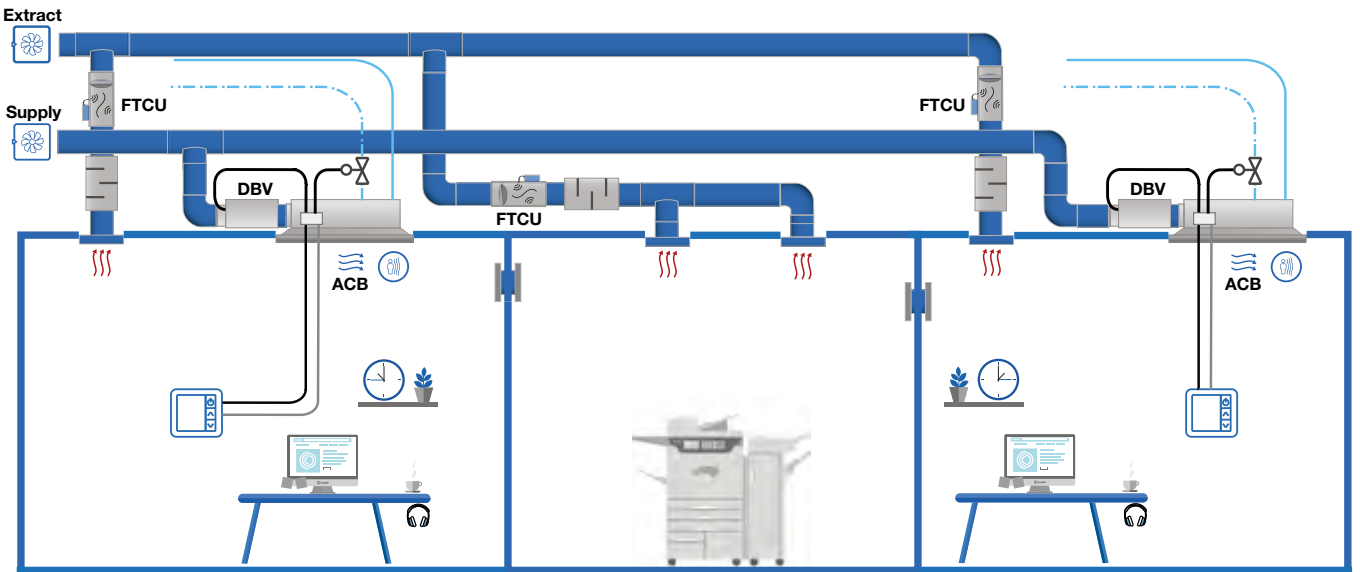 Extract
FTCU
FTCU
Supply
DBV
DBV
FTCU
ACB
ACB